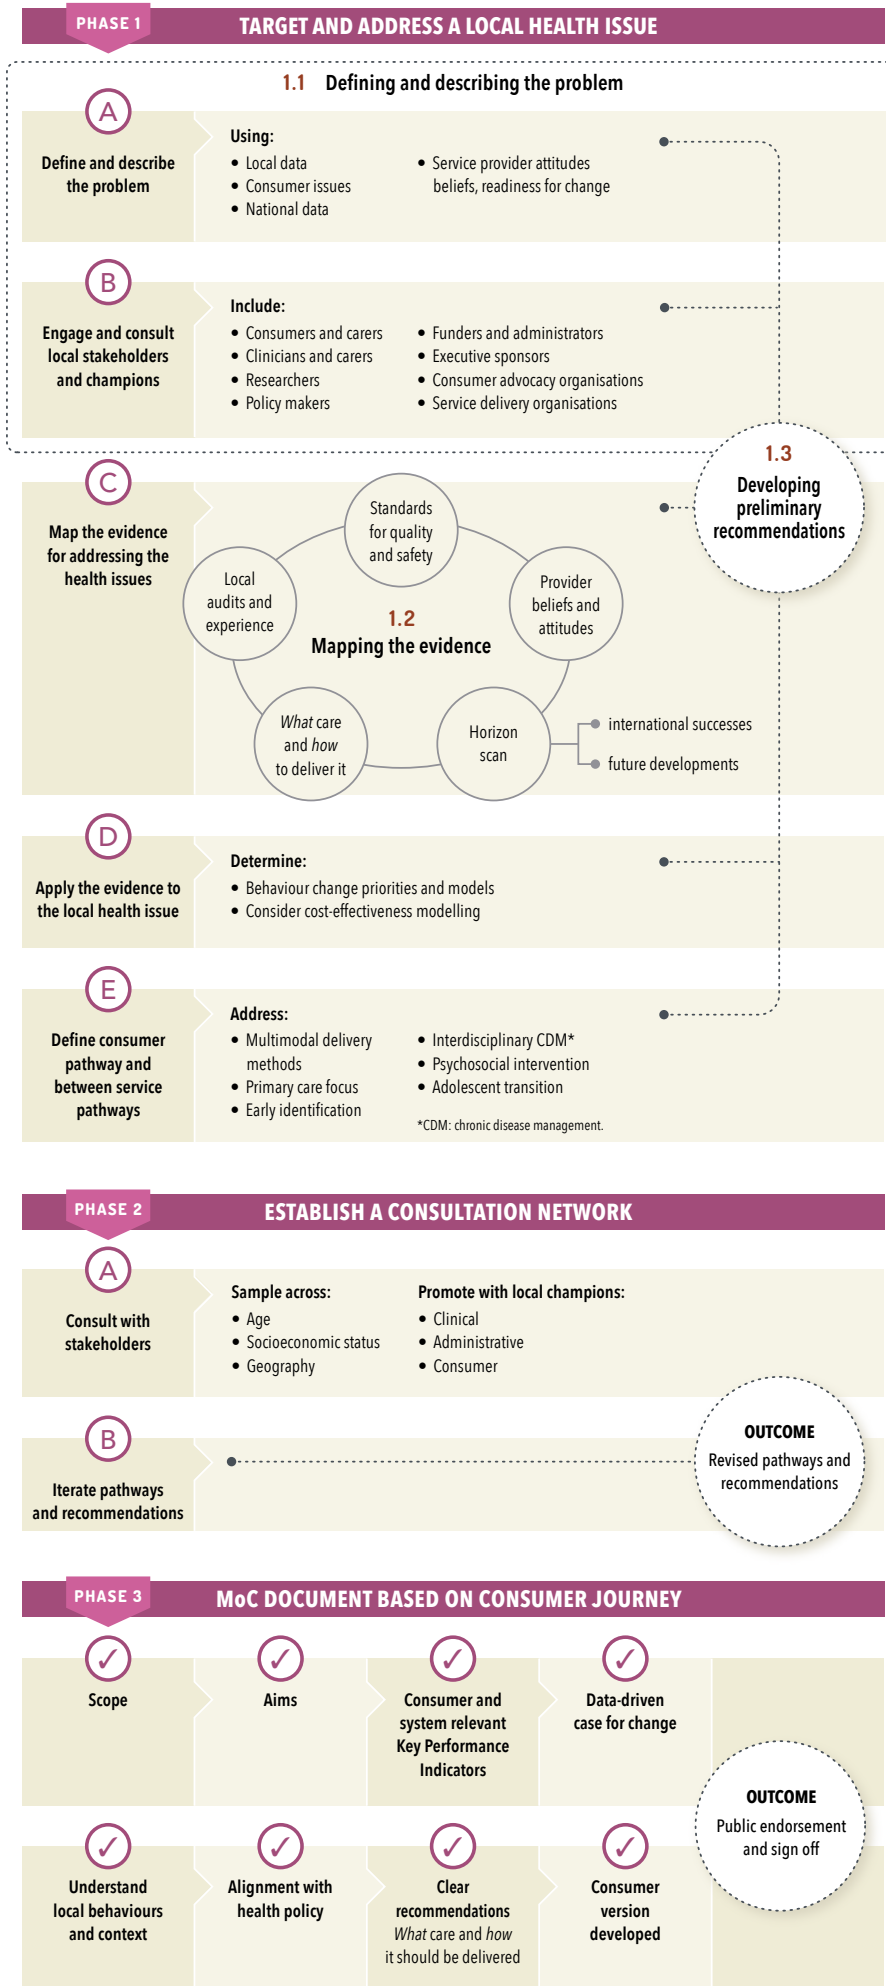 PHASE 1
TARGET AND ADDRESS A LOCAL HEALTH ISSUE
1.1 Defining and describing the problem
A
Define and describe
the problem
Using:
• Local data
• Consumer issues
• National data
• Service provider attitudes
beliefs, readiness for change
B
Engage and consult
local stakeholders
and champions
Include:
• Consumers and carers
• Clinicians and carers
• Researchers
• Policy makers
• Funders and administrators
• Executive sponsors
• Consumer advocacy organisations
• Service delivery organisations
1.3
Developing
preliminary
recommendations
C
Map the evidence
for addressing the
health issues
Standards
for quality
and safety
Local
audits and
experience
Provider
beliefs and
attitudes
1.2
Mapping the evidence
What care
and how
to deliver it
Horizon
scan
international successes
future developments
D
Apply the evidence to
the local health issue
Determine:
• Behaviour change priorities and models
• Consider cost-effectiveness modelling
E
Define consumer
pathway and
between service
pathways
Address:
• Multimodal delivery
methods
• Primary care focus
• Early identification
• Interdisciplinary CDM*
• Psychosocial intervention
• Adolescent transition
*CDM: chronic disease management.
PHASE 2
ESTABLISH A CONSULTATION NETWORK
A
Consult with
stakeholders
Sample across:
• Age
• Socioeconomic status
• Geography
Promote with local champions:
• Clinical
• Administrative
• Consumer
B
Iterate pathways
and recommendations
OUTCOME
Revised pathways and
recommendations
PHASE 3
MoC DOCUMENT BASED ON CONSUMER JOURNEY
✓
Scope
✓
Aims
✓
Consumer and
system relevant
Key Performance
Indicators
✓
Data-driven
case for change
OUTCOME
Public endorsement
and sign off
✓
Understand
local behaviours
and context
✓
Alignment with
health policy
✓
Clear
recommendations
What care and how
it should be delivered
✓
Consumer
version
developed